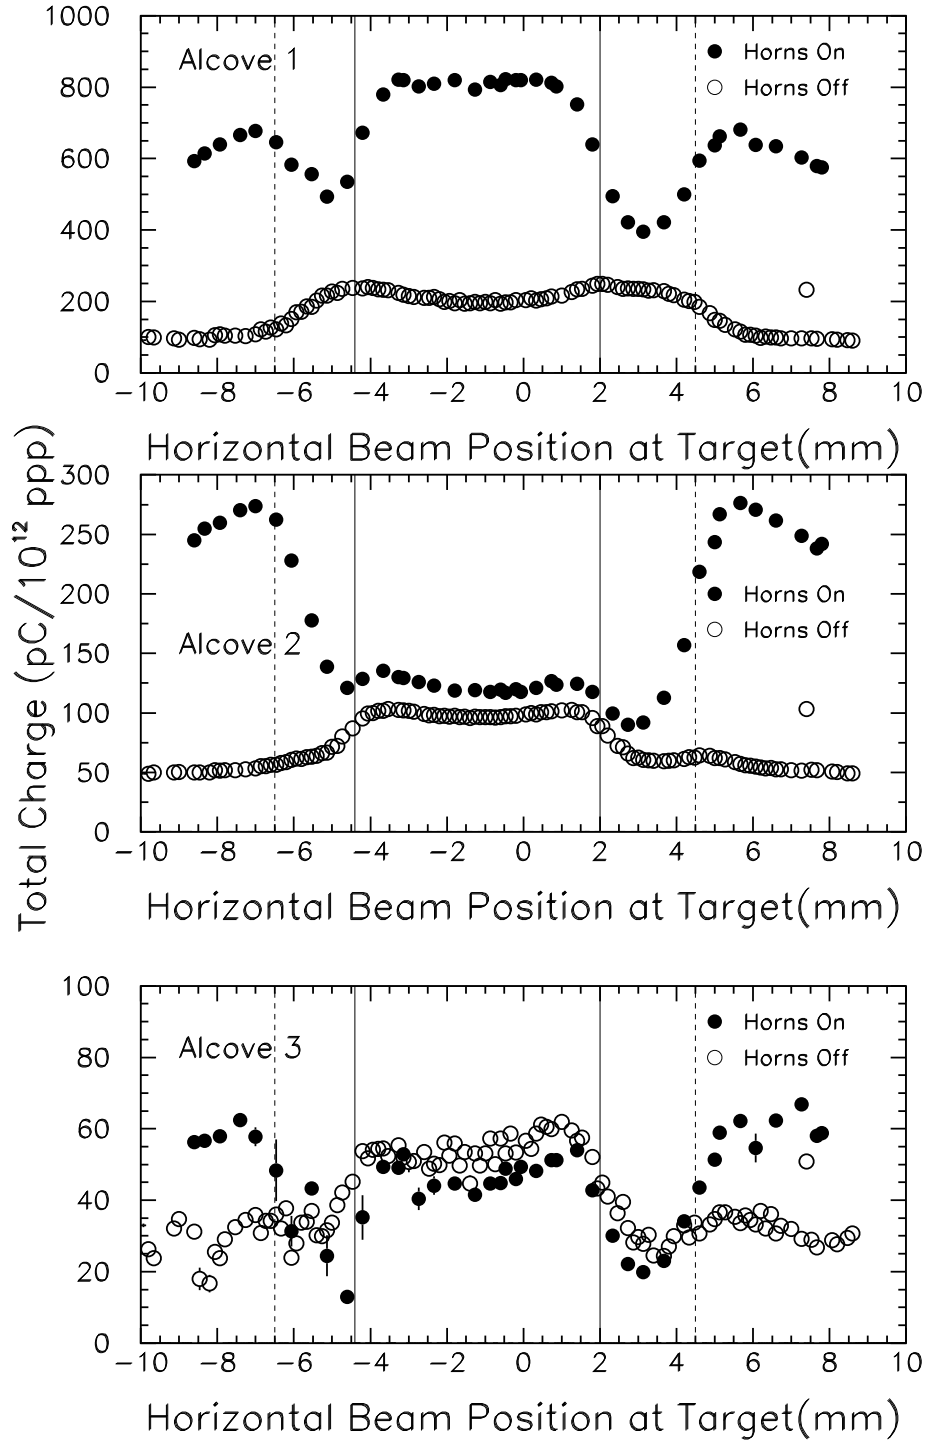 Total Charge (pC/10¹² ppp)
1000
800
600
400
200
0
Alcove 1
Horns On
Horns Off
−10 −8 −6 −4 −2 0 2 4 6 8 10
Horizontal Beam Position at Target(mm)
300
250
200
150
100
50
0
Alcove 2
Horns On
Horns Off
−10 −8 −6 −4 −2 0 2 4 6 8 10
Horizontal Beam Position at Target(mm)
100
80
60
40
20
0
Alcove 3
Horns On
Horns Off
−10 −8 −6 −4 −2 0 2 4 6 8 10
Horizontal Beam Position at Target(mm)